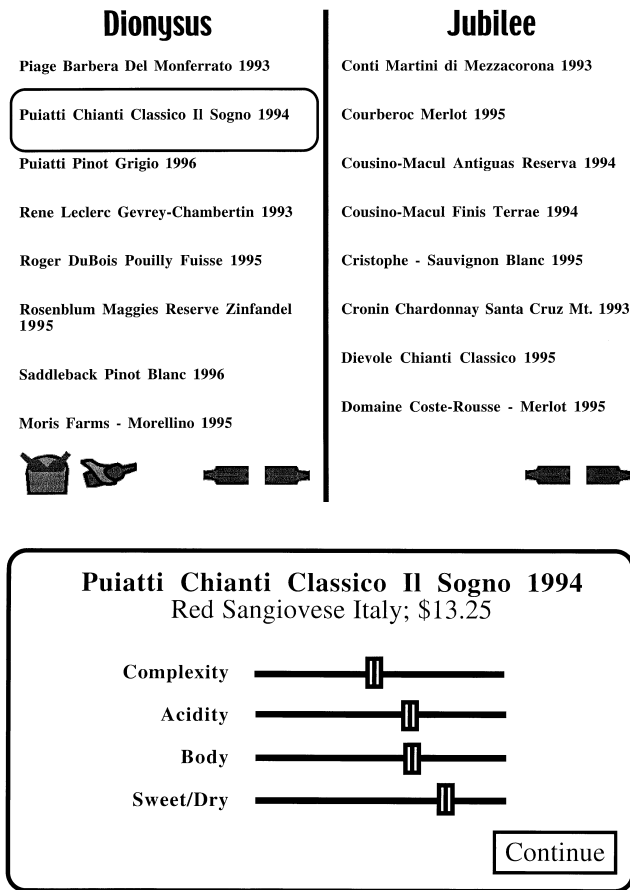 Dionysus
Piage Barbera Del Monferrato 1993
Puiatti Chianti Classico Il Sogno 1994
Puiatti Pinot Grigio 1996
Rene Leclerc Gevrey-Chambertin 1993
Roger DuBois Pouilly Fuisse 1995
Rosenblum Maggies Reserve Zinfandel
1995
Saddleback Pinot Blanc 1996
Moris Farms - Morellino 1995
Jubilee
Conti Martini di Mezzacorona 1993
Courberoc Merlot 1995
Cousino-Macul Antiguas Reserva 1994
Cousino-Macul Finis Terrae 1994
Cristophe - Sauvignon Blanc 1995
Cronin Chardonnay Santa Cruz Mt. 1993
Dievole Chianti Classico 1995
Domaine Coste-Rousse - Merlot 1995
Puiatti Chianti Classico Il Sogno 1994
Red Sangiovese Italy; $13.25
Complexity
Acidity
Body
Sweet/Dry
Continue